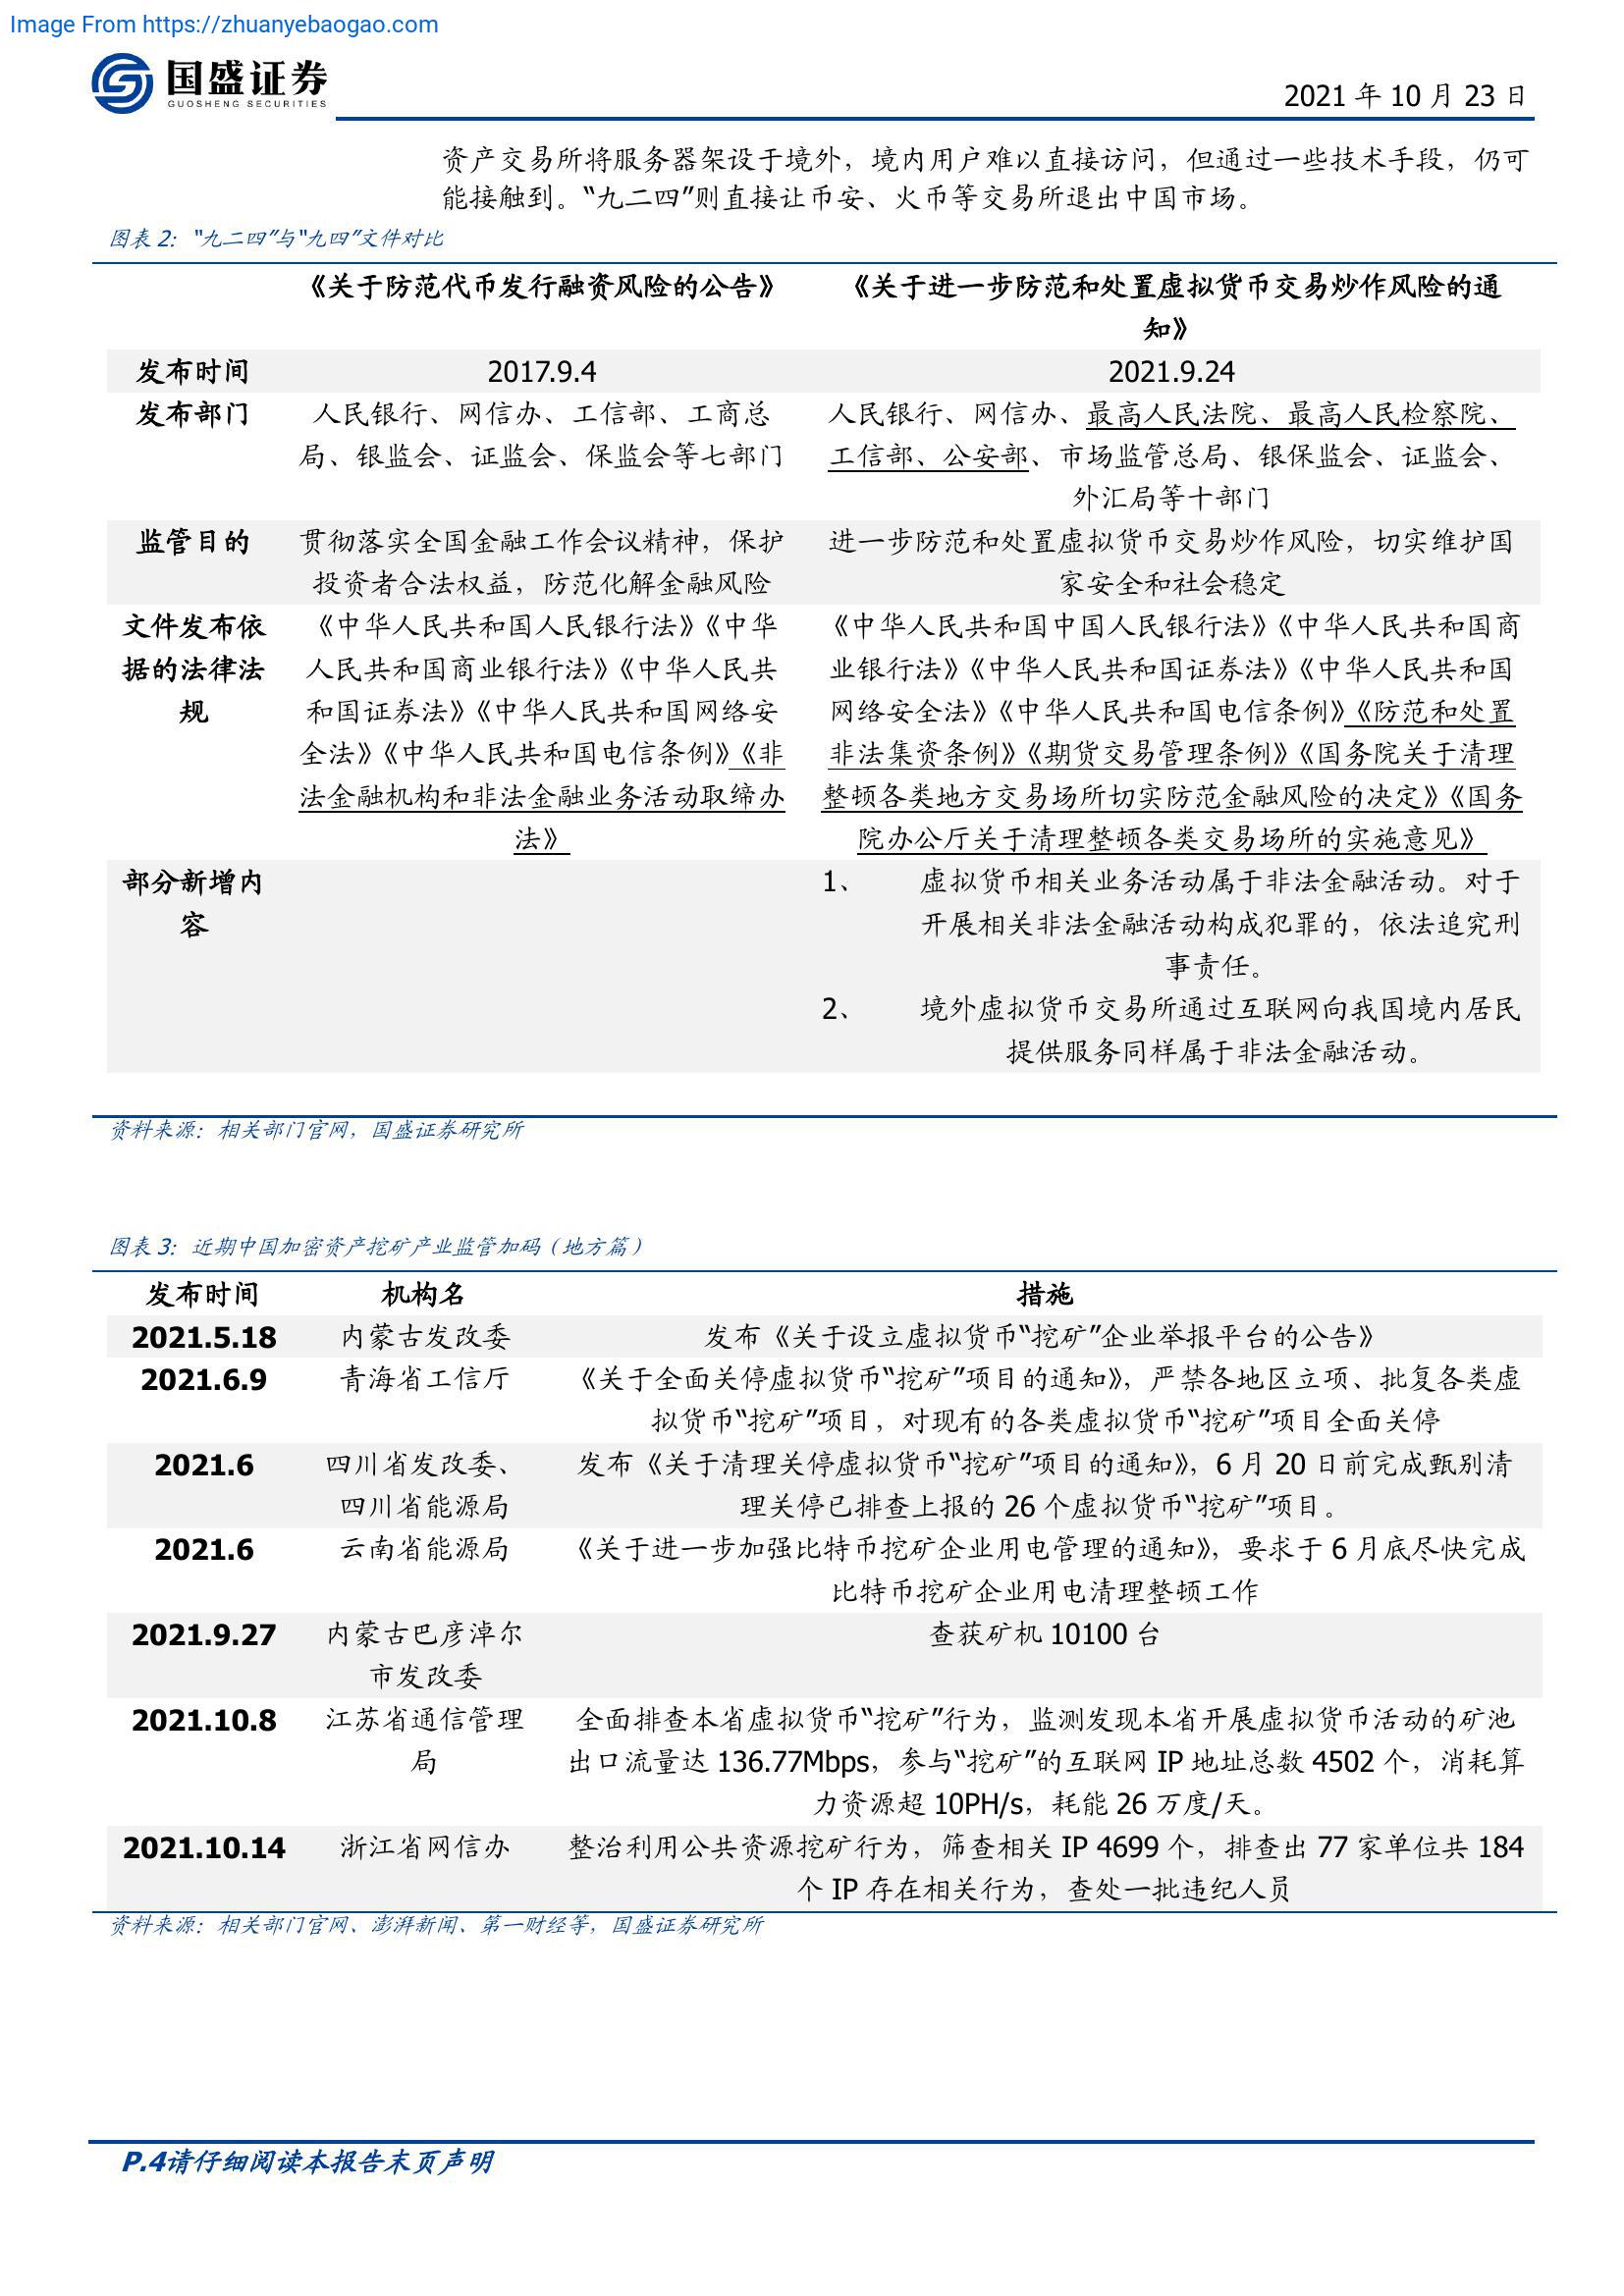 Image From https://zhuanyebaogao.com
国盛证券
GUOSHENG SECURITIES
2021 年 10 月 23 日
资产交易所将服务器架设于境外，境内用户难以直接访问，但通过一些技术手段，仍可
能接触到。“九二四”则直接让币安、火币等交易所退出中国市场。
图表 2：“九二四”与“九四”文件对比
《关于防范代币发行融资风险的公告》
《关于进一步防范和处置虚拟货币交易炒作风险的通
知》
发布时间
2017.9.4
2021.9.24
发布部门
人民银行、网信办、工信部、工商总
局、银监会、证监会、保监会等七部门
人民银行、网信办、最高人民法院、最高人民检察院、
工信部、公安部、市场监管总局、银保监会、证监会、
外汇局等十部门
监管目的
贯彻落实全国金融工作会议精神，保护
投资者合法权益，防范化解金融风险
进一步防范和处置虚拟货币交易炒作风险，切实维护国
家安全和社会稳定
文件发布依
据的法律法
规
《中华人民共和国人民银行法》《中华
人民共和国商业银行法》《中华人民共
和国证券法》《中华人民共和国网络安
全法》《中华人民共和国电信条例》《非
法金融机构和非法金融业务活动取缔办
法》
《中华人民共和国中国人民银行法》《中华人民共和国商
业银行法》《中华人民共和国证券法》《中华人民共和国
网络安全法》《中华人民共和国电信条例》《防范和处置
非法集资条例》《期货交易管理条例》《国务院关于清理
整顿各类地方交易场所切实防范金融风险的决定》《国务
院办公厅关于清理整顿各类交易场所的实施意见》
部分新增内
容
1、 虚拟货币相关业务活动属于非法金融活动。对于
开展相关非法金融活动构成犯罪的，依法追究刑
事责任。
2、 境外虚拟货币交易所通过互联网向我国境内居民
提供服务同样属于非法金融活动。
资料来源：相关部门官网，国盛证券研究所
图表 3：近期中国加密资产挖矿产业监管加码（地方篇）
发布时间 机构名 措施
2021.5.18 内蒙古发改委 发布《关于设立虚拟货币“挖矿”企业举报平台的公告》
2021.6.9 青海省工信厅 《关于全面关停虚拟货币“挖矿”项目的通知》，严禁各地区立项、批复各类虚
拟货币“挖矿”项目，对现有的各类虚拟货币“挖矿”项目全面关停
2021.6
四川省发改委、
四川省能源局
发布《关于清理关停虚拟货币“挖矿”项目的通知》，6 月 20 日前完成甄别清
理关停已排查上报的 26 个虚拟货币“挖矿”项目。
2021.6 云南省能源局 《关于进一步加强比特币挖矿企业用电管理的通知》，要求于 6 月底尽快完成
比特币挖矿企业用电清理整顿工作
2021.9.27
内蒙古巴彦淖尔
市发改委
查获矿机 10100 台
2021.10.8
江苏省通信管理
局
全面排查本省虚拟货币“挖矿”行为，监测发现本省开展虚拟货币活动的矿池
出口流量达 136.77Mbps，参与“挖矿”的互联网 IP 地址总数 4502 个，消耗算
力资源超 10PH/s，耗能 26 万度/天。
2021.10.14 浙江省网信办 整治利用公共资源挖矿行为，筛查相关 IP 4699 个，排查出 77 家单位共 184
个 IP 存在相关行为，查处一批违纪人员
资料来源：相关部门官网、澎湃新闻、第一财经等，国盛证券研究所
P.4请仔细阅读本报告末页声明